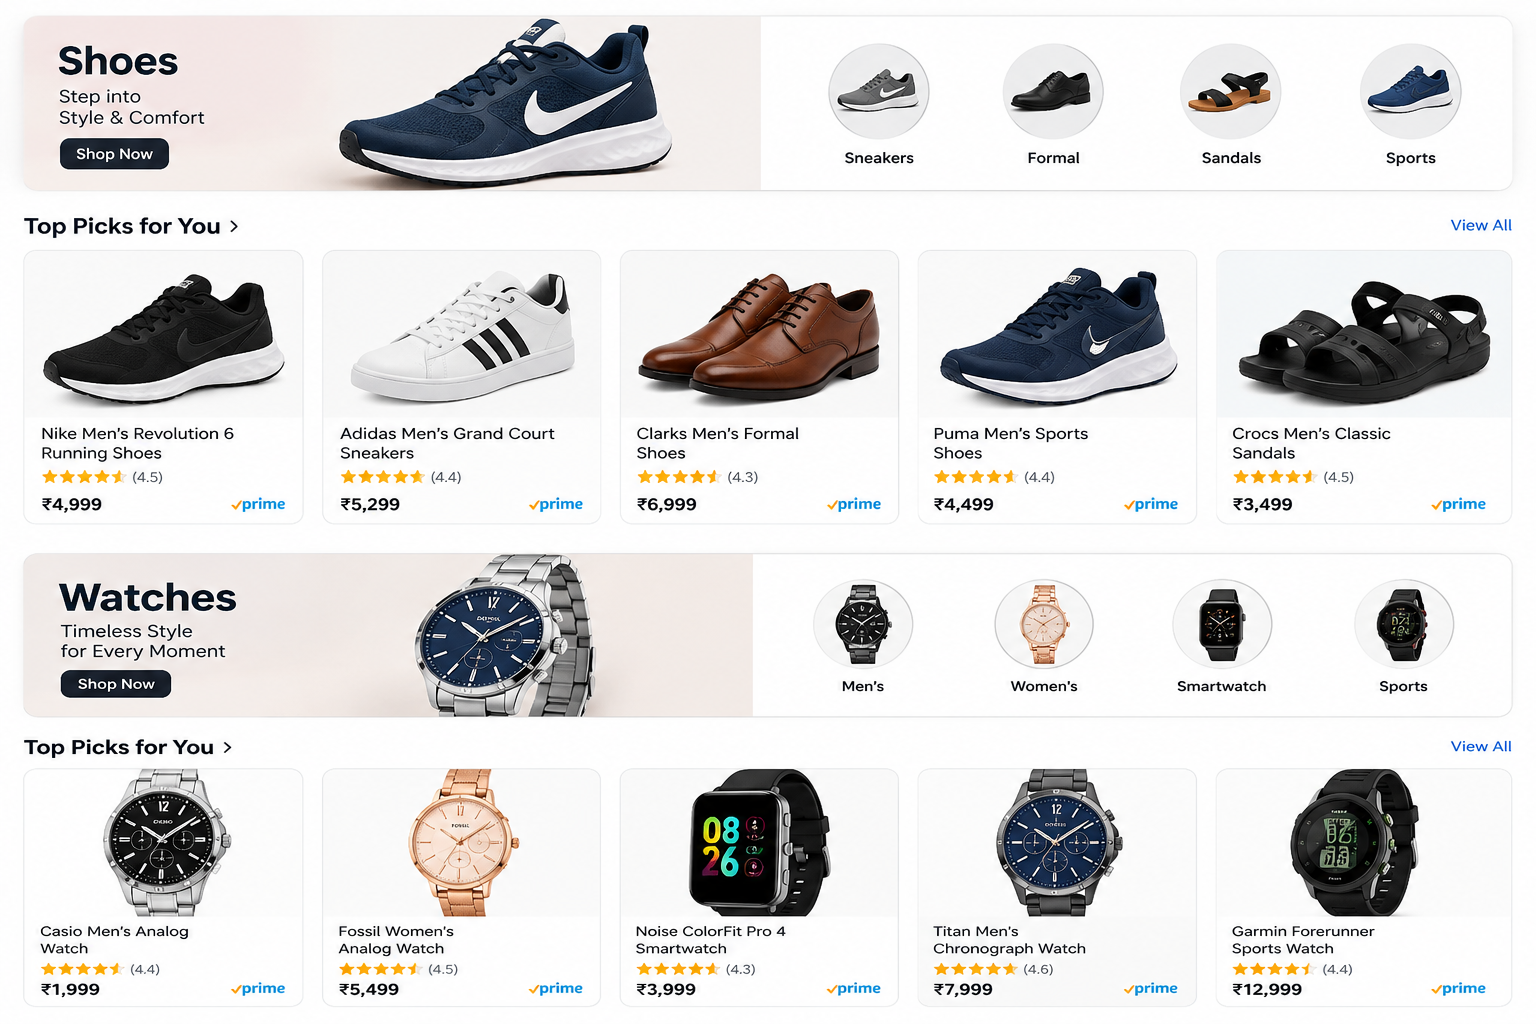 Shoes
Step into
Style & Comfort
Shop Now
Sneakers
Formal
Sandals
Sports
Top Picks for You
View All
Nike Men's Revolution 6
Running Shoes
(4.5)
₹4,999
prime
Adidas Men's Grand Court
Sneakers
(4.4)
₹5,299
prime
Clarks Men's Formal
Shoes
(4.3)
₹6,999
prime
Puma Men's Sports
Shoes
(4.4)
₹4,499
prime
Crocs Men's Classic
Sandals
(4.5)
₹3,499
prime
Watches
Timeless Style
for Every Moment
Shop Now
Men's
Women's
Smartwatch
Sports
Top Picks for You
View All
12
Casio Men's Analog
Watch
(4.4)
₹1,999
prime
FOSSIL
Fossil Women's
Analog Watch
(4.5)
₹5,499
prime
08
26
Noise ColorFit Pro 4
Smartwatch
(4.3)
₹3,999
prime
12
Titan Men's
Chronograph Watch
(4.6)
₹7,999
prime
Garmin Forerunner
Sports Watch
(4.4)
₹12,999
prime